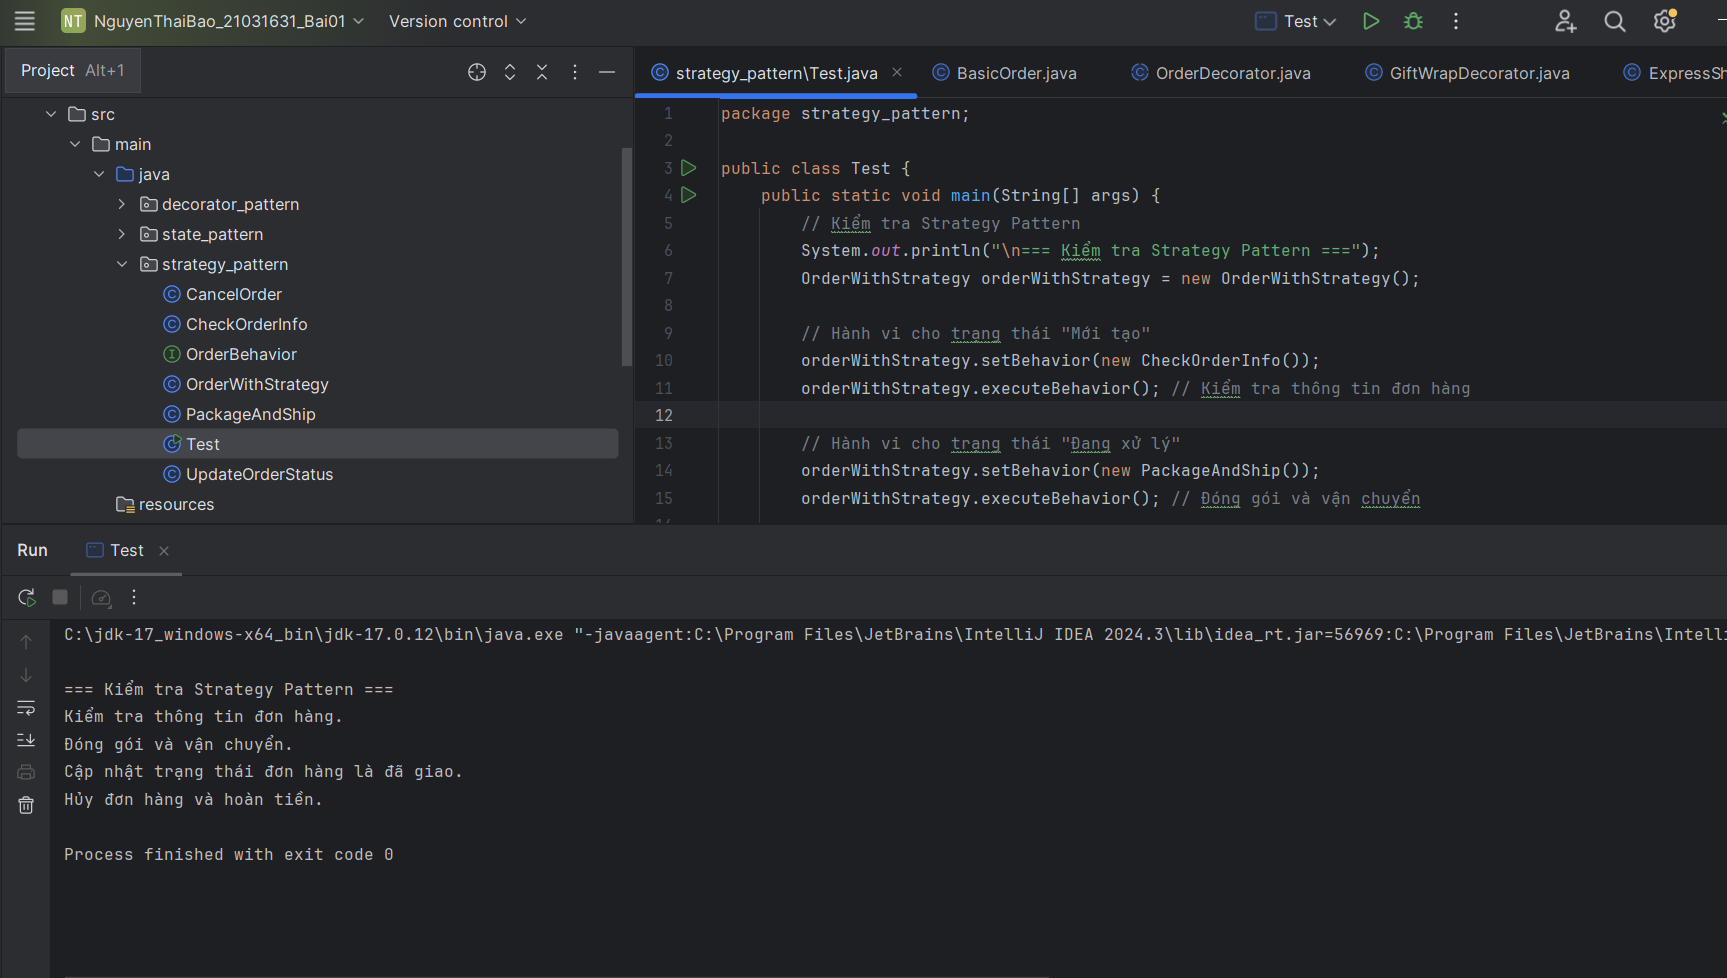 NT NguyenThaiBao_21031631_Bai01 Version control Test
Project Alt+1
strategy_pattern\Test.java BasicOrder.java OrderDecorator.java GiftWrapDecorator.java ExpressSh
src
main
java
decorator_pattern
state_pattern
strategy_pattern
CancelOrder
CheckOrderInfo
OrderBehavior
OrderWithStrategy
PackageAndShip
Test
UpdateOrderStatus
resources
1 package strategy_pattern;
2
3 public class Test {
4 public static void main(String[] args) {
5 // Kiểm tra Strategy Pattern
6 System.out.println("\n=== Kiểm tra Strategy Pattern ===");
7 OrderWithStrategy orderWithStrategy = new OrderWithStrategy();
8
9 // Hành vi cho trạng thái "Mới tạo"
10 orderWithStrategy.setBehavior(new CheckOrderInfo());
11 orderWithStrategy.executeBehavior(); // Kiểm tra thông tin đơn hàng
12
13 // Hành vi cho trạng thái "Đang xử lý"
14 orderWithStrategy.setBehavior(new PackageAndShip());
15 orderWithStrategy.executeBehavior(); // Đóng gói và vận chuyển
Run Test
C:\jdk-17_windows-x64_bin\jdk-17.0.12\bin\java.exe "-javaagent:C:\Program Files\JetBrains\IntelliJ IDEA 2024.3\lib\idea_rt.jar=56969:C:\Program Files\JetBrains\Intelli
=== Kiểm tra Strategy Pattern ===
Kiểm tra thông tin đơn hàng.
Đóng gói và vận chuyển.
Cập nhật trạng thái đơn hàng là đã giao.
Hủy đơn hàng và hoàn tiền.
Process finished with exit code 0